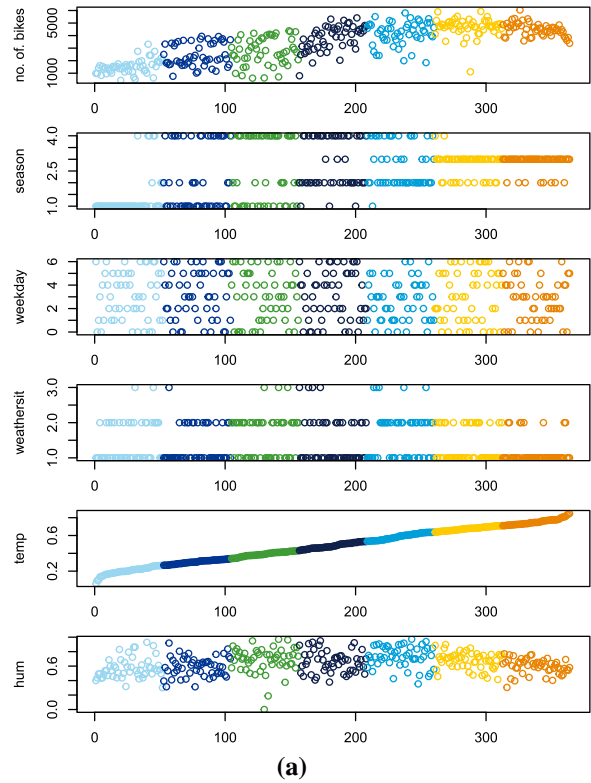 no. of. bikes
1000 5000
0 100 200 300
season
1.0 2.5 4.0
0 100 200 300
weekday
0 2 4 6
0 100 200 300
weathersit
1.0 2.0 3.0
0 100 200 300
temp
0.2 0.6
0 100 200 300
hum
0.0 0.6
0 100 200 300
(a)